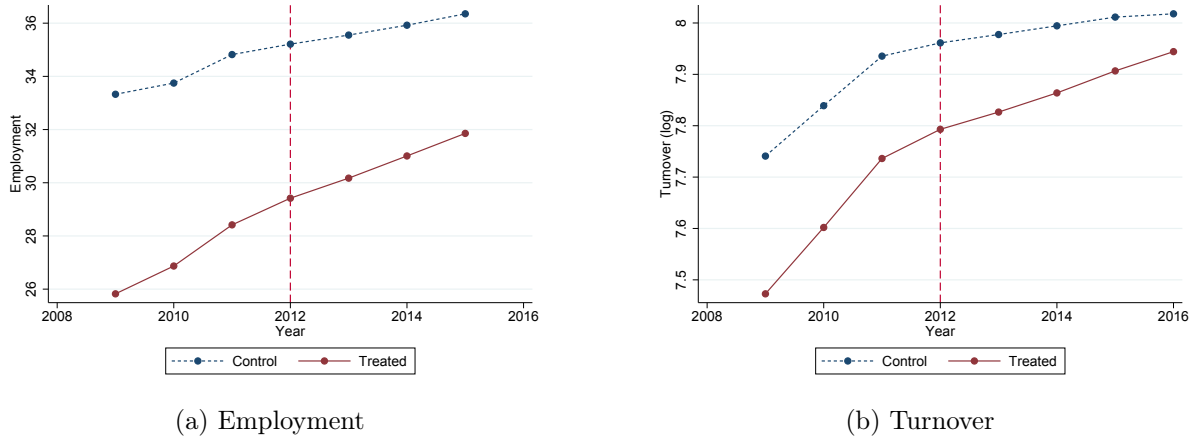 Employment
36
34
32
30
28
26
2008 2010 2012 2014 2016
Year
Control Treated
(a) Employment
Turnover (log)
8
7.9
7.8
7.7
7.6
7.5
2008 2010 2012 2014 2016
Year
Control Treated
(b) Turnover